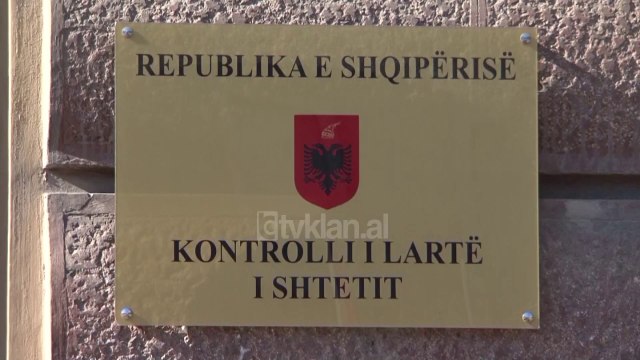 REPUBLIKA E SHQIPËRISË
tvklan.al
KONTROLLI I LARTË
I SHTETIT